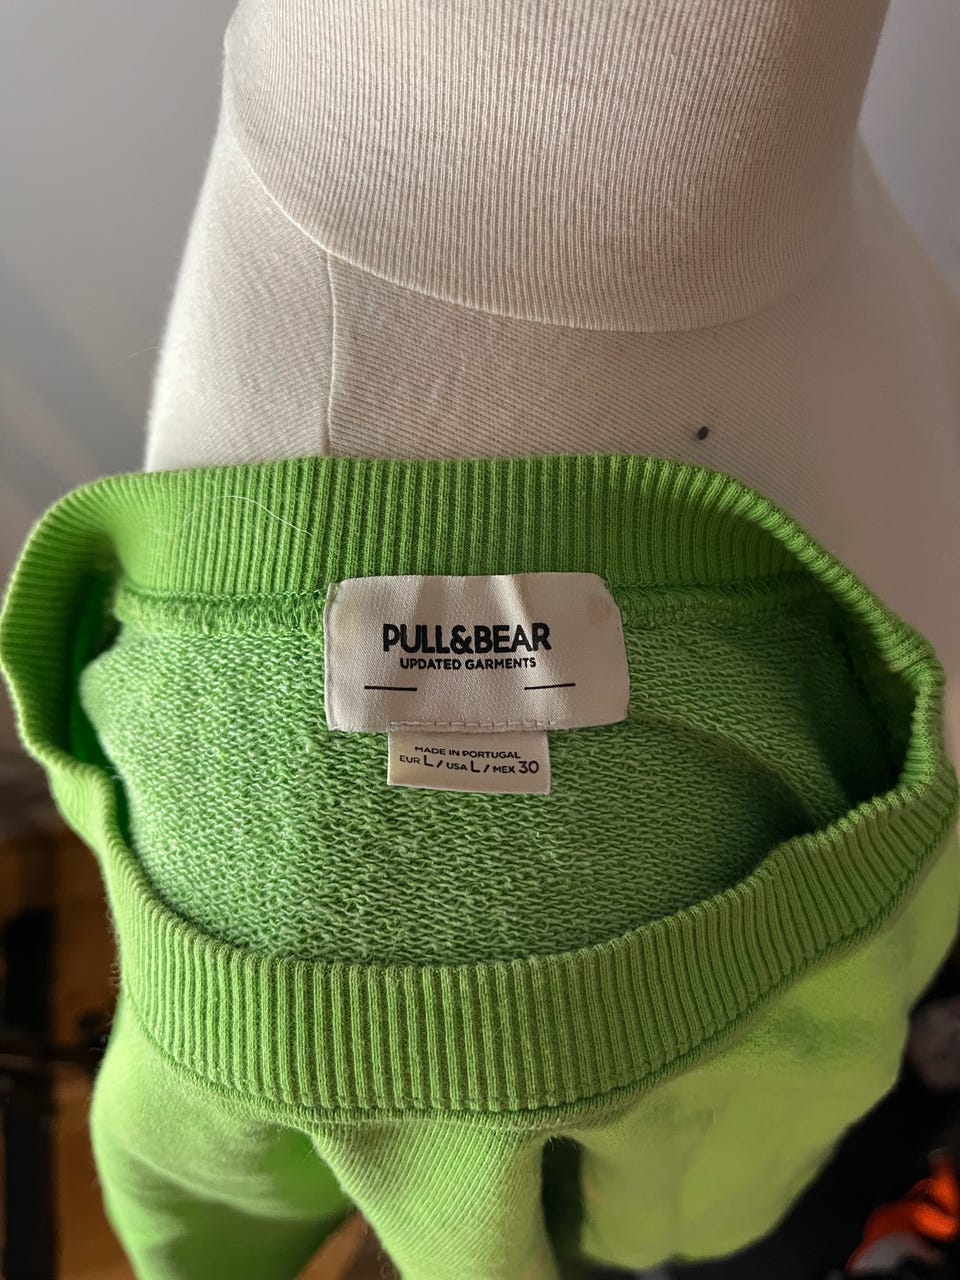 PULL&BEAR
UPDATED GARMENTS
MADE IN PORTUGAL
EUR L / USA L / MEX 30